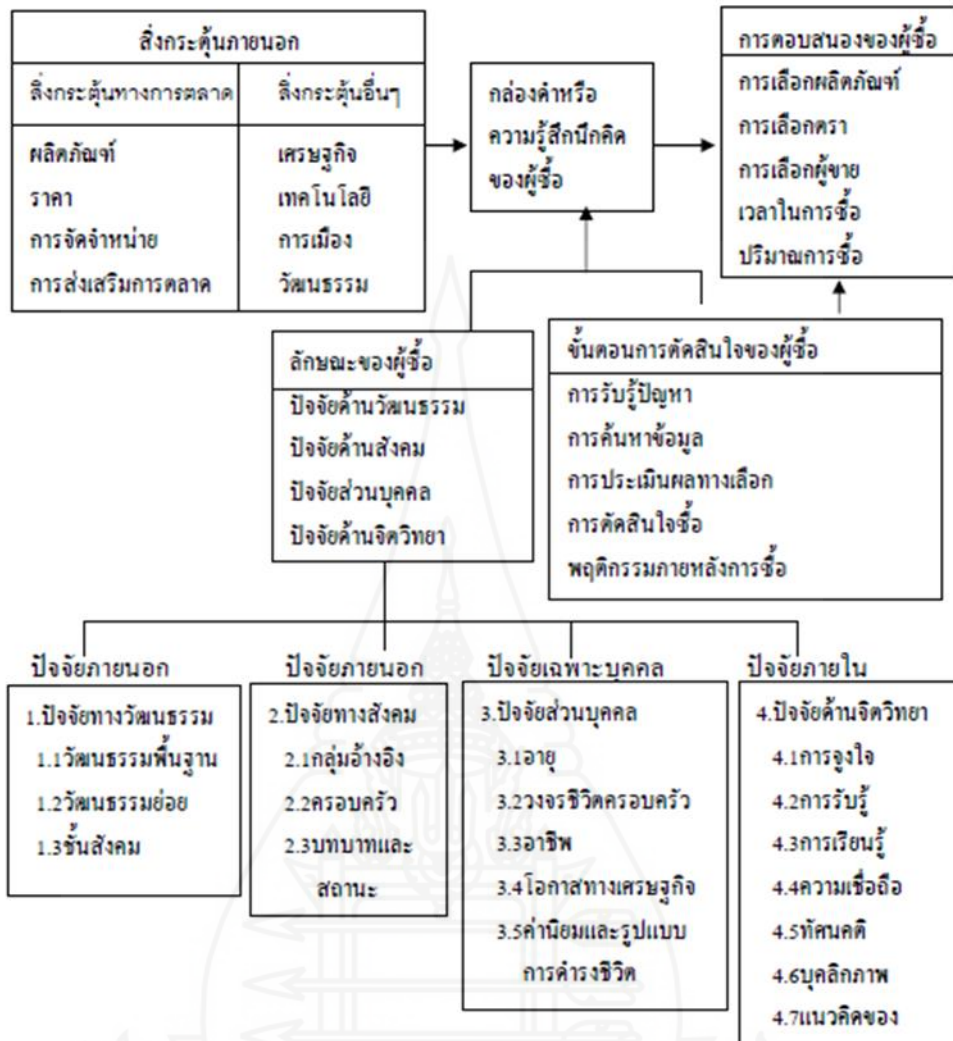 สิ่งกระตุ้นภายนอก
สิ่งกระตุ้นทางการตลาด
ผลิตภัณฑ์
ราคา
การจัดจำหน่าย
การส่งเสริมการตลาด
สิ่งกระตุ้นอื่นๆ
เศรษฐกิจ
เทคโนโลยี
การเมือง
วัฒนธรรม
กล่องดำหรือ
ความรู้สึกนึกคิด
ของผู้ซื้อ
การตอบสนองของผู้ซื้อ
การเลือกผลิตภัณฑ์
การเลือกตรา
การเลือกผู้ขาย
เวลาในการซื้อ
ปริมาณการซื้อ
ลักษณะของผู้ซื้อ
ปัจจัยด้านวัฒนธรรม
ปัจจัยด้านสังคม
ปัจจัยส่วนบุคคล
ปัจจัยด้านจิตวิทยา
ขั้นตอนการตัดสินใจของผู้ซื้อ
การรับรู้ปัญหา
การค้นหาข้อมูล
การประเมินผลทางเลือก
การตัดสินใจซื้อ
พฤติกรรมภายหลังการซื้อ
ปัจจัยภายนอก
1.ปัจจัยทางวัฒนธรรม
1.1วัฒนธรรมพื้นฐาน
1.2วัฒนธรรมย่อย
1.3ชั้นสังคม
ปัจจัยภายนอก
2.ปัจจัยทางสังคม
2.1กลุ่มอ้างอิง
2.2ครอบครัว
2.3บทบาทและ
สถานะ
ปัจจัยเฉพาะบุคคล
3.ปัจจัยส่วนบุคคล
3.1อายุ
3.2วงจรชีวิตครอบครัว
3.3อาชีพ
3.4โอกาสทางเศรษฐกิจ
3.5ค่านิยมและรูปแบบ
การดำรงชีวิต
ปัจจัยภายใน
4.ปัจจัยด้านจิตวิทยา
4.1การจูงใจ
4.2การรับรู้
4.3การเรียนรู้
4.4ความเชื่อถือ
4.5ทัศนคติ
4.6บุคลิกภาพ
4.7แนวคิดของ